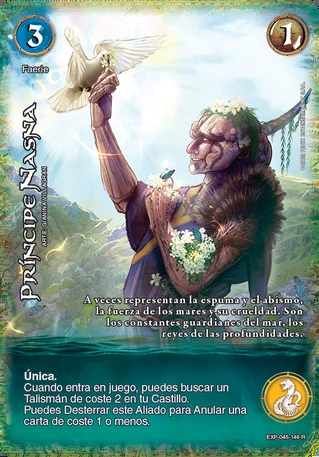 3
1
Faerie
Príncipe Nasna
A veces representan la espuma y el abismo,
la fuerza de los mares y su crueldad. Son
los constantes guardianes del mar, los
reyes de las profundidades.
Única.
Cuando entra en juego, puedes buscar un
Talismán de coste 2 en tu Castillo.
Puedes Desterrar este Aliado para Anular una
carta de coste 1 o menos.
EXP-045-146 R